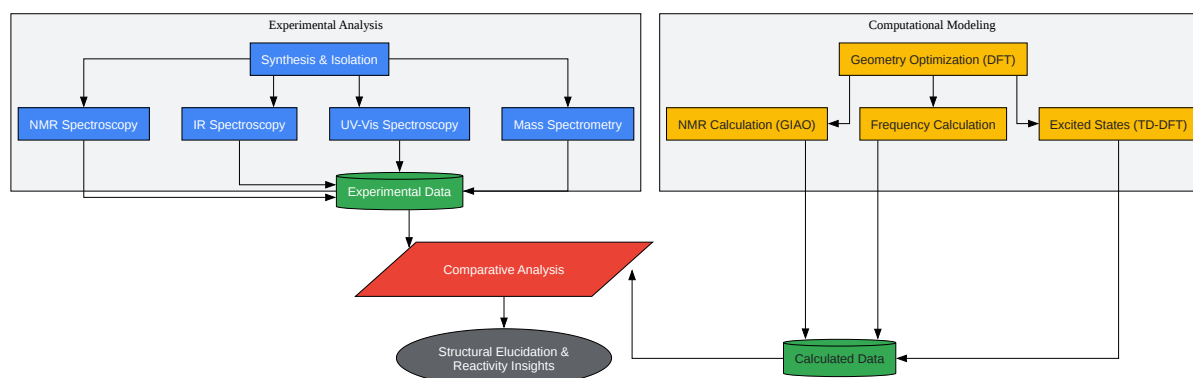 Experimental Analysis
Computational Modeling
Synthesis & Isolation
Geometry Optimization (DFT)
NMR Spectroscopy
IR Spectroscopy
UV-Vis Spectroscopy
Mass Spectrometry
NMR Calculation (GIAO)
Frequency Calculation
Excited States (TD-DFT)
Experimental Data
Comparative Analysis
Structural Elucidation &
Reactivity Insights
Calculated Data